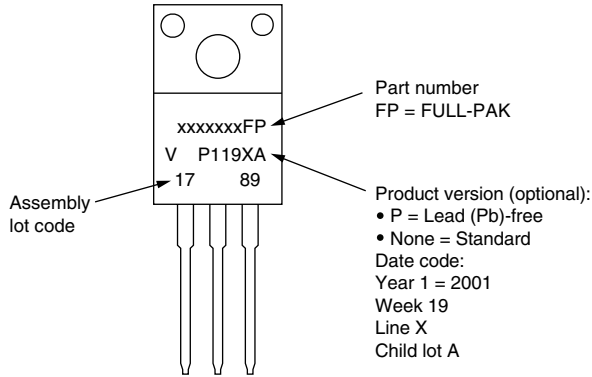 Part number
FP = FULL-PAK
xxxxxxxFP
V P119XA
17 89
Assembly
lot code
Product version (optional):
• P = Lead (Pb)-free
• None = Standard
Date code:
Year 1 = 2001
Week 19
Line X
Child lot A